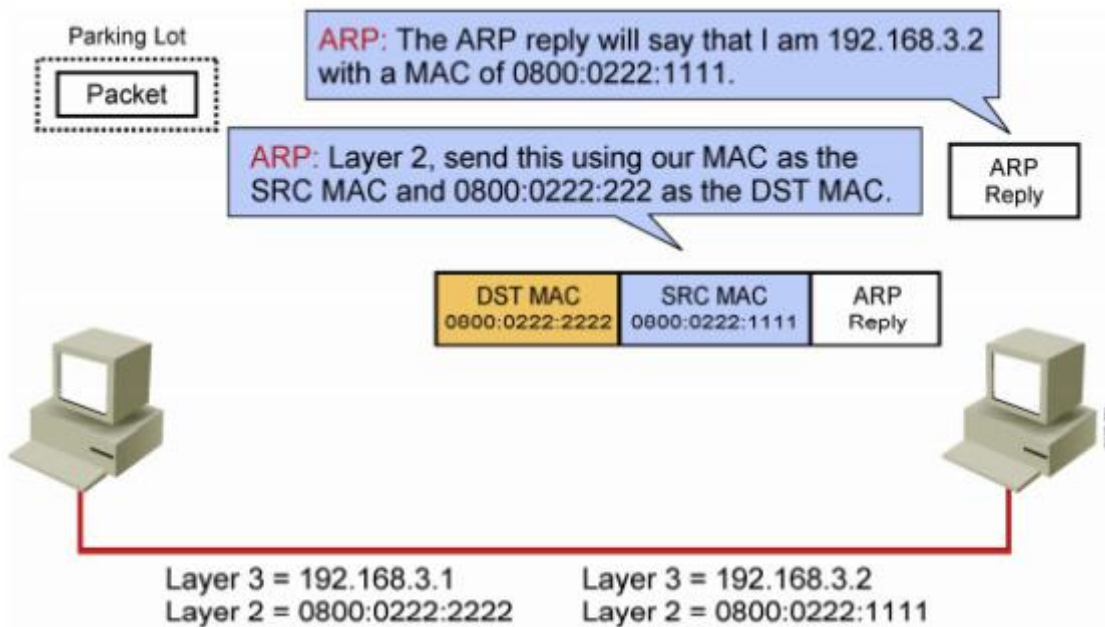 Parking Lot
Packet
ARP: The ARP reply will say that I am 192.168.3.2
with a MAC of 0800:0222:1111.
ARP: Layer 2, send this using our MAC as the
SRC MAC and 0800:0222:222 as the DST MAC.
ARP
Reply
DST MAC
0800:0222:2222
SRC MAC
0800:0222:1111
ARP
Reply
Layer 3 = 192.168.3.1
Layer 2 = 0800:0222:2222
Layer 3 = 192.168.3.2
Layer 2 = 0800:0222:1111